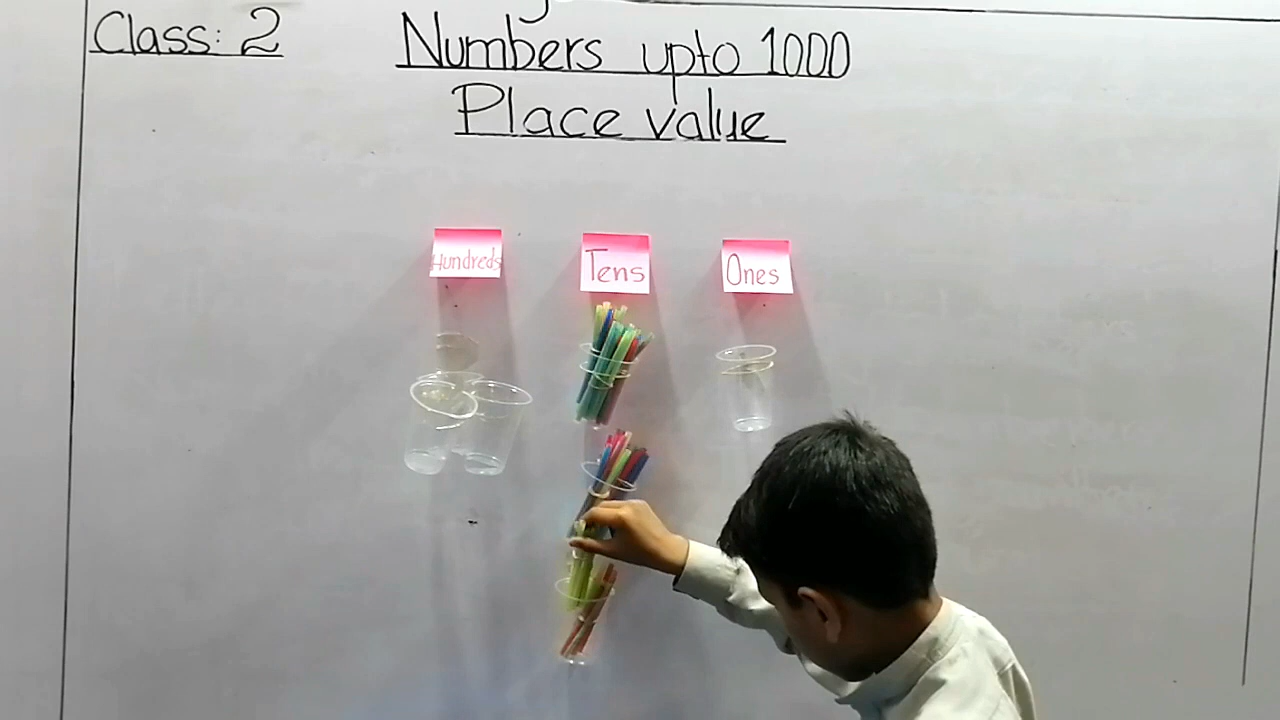 Class: 2
Numbers upto 1000
Place value
Hundreds
Tens
Ones